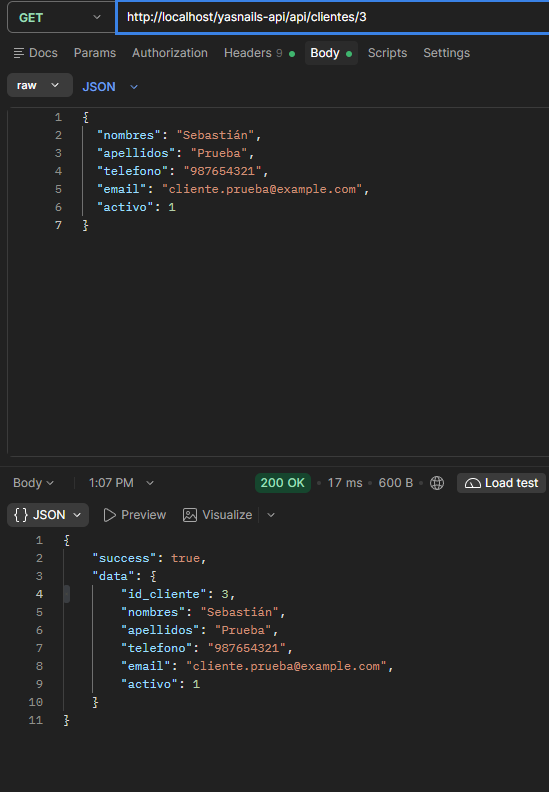 GET http://localhost/yasnails-api/api/clientes/3
Docs Params Authorization Headers 9 Body Scripts Settings
raw JSON
1 {
2 "nombres": "Sebastián",
3 "apellidos": "Prueba",
4 "telefono": "987654321",
5 "email": "cliente.prueba@example.com",
6 "activo": 1
7 }
Body 1:07 PM 200 OK • 17 ms • 600 B • Load test
{} JSON Preview Visualize
1 {
2 "success": true,
3 "data": {
4 "id_cliente": 3,
5 "nombres": "Sebastián",
6 "apellidos": "Prueba",
7 "telefono": "987654321",
8 "email": "cliente.prueba@example.com",
9 "activo": 1
10 }
11 }